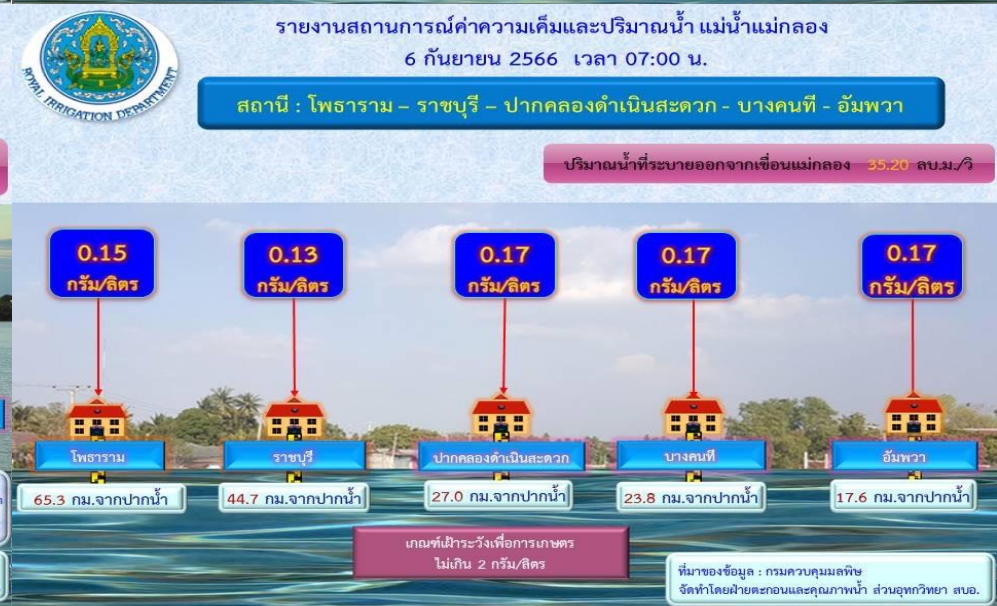 รายงานสถานการณ์ค่าความเค็มและปริมาณน้ำ แม่น้ำแม่กลอง
6 กันยายน 2566 เวลา 07:00 น.
ROYAL IRRIGATION DEPARTMENT
สถานี : โพธาราม – ราชบุรี – ปากคลองดำเนินสะดวก - บางคนที - อัมพวา
ปริมาณน้ำที่ระบายออกจากเขื่อนแม่กลอง 35.20 ลบ.ม./วิ
0.15 0.13 0.17 0.17 0.17
กรัม/ลิตร กรัม/ลิตร กรัม/ลิตร กรัม/ลิตร กรัม/ลิตร
โพธาราม ราชบุรี ปากคลองดำเนินสะดวก บางคนที อัมพวา
65.3 กม.จากปากน้ำ 44.7 กม.จากปากน้ำ 27.0 กม.จากปากน้ำ 23.8 กม.จากปากน้ำ 17.6 กม.จากปากน้ำ
เกณฑ์เฝ้าระวังเพื่อการเกษตร
ไม่เกิน 2 กรัม/ลิตร
ที่มาของข้อมูล : กรมควบคุมมลพิษ
จัดทำโดยฝ่ายตะกอนและคุณภาพน้ำ ส่วนอุทกวิทยา สบอ.